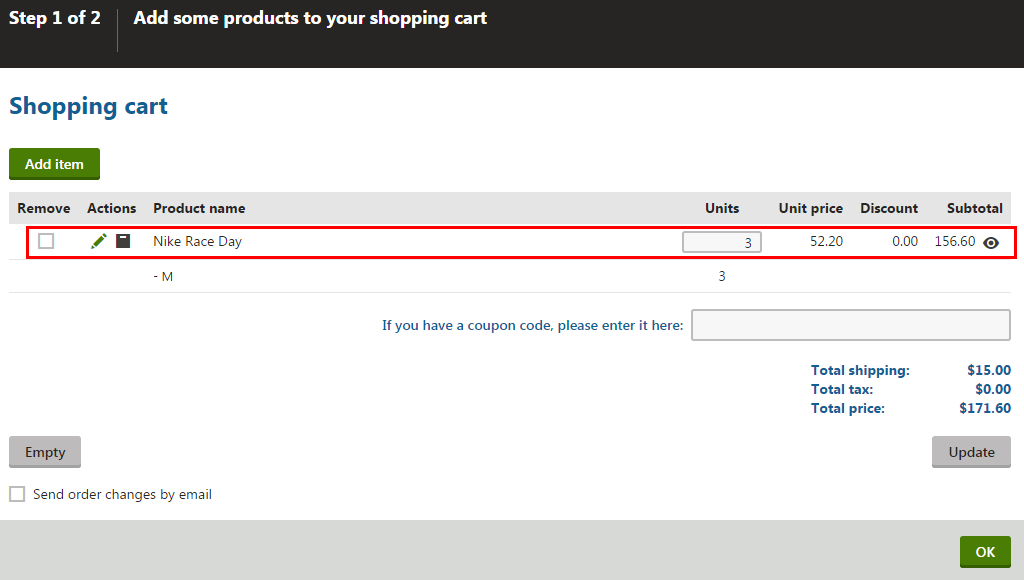 Step 1 of 2 Add some products to your shopping cart
Shopping cart
Add item
Remove Actions Product name Units Unit price Discount Subtotal
Nike Race Day 3 52.20 0.00 156.60
- M 3
If you have a coupon code, please enter it here:
Total shipping: $15.00
Total tax: $0.00
Total price: $171.60
Empty Update
Send order changes by email
OK